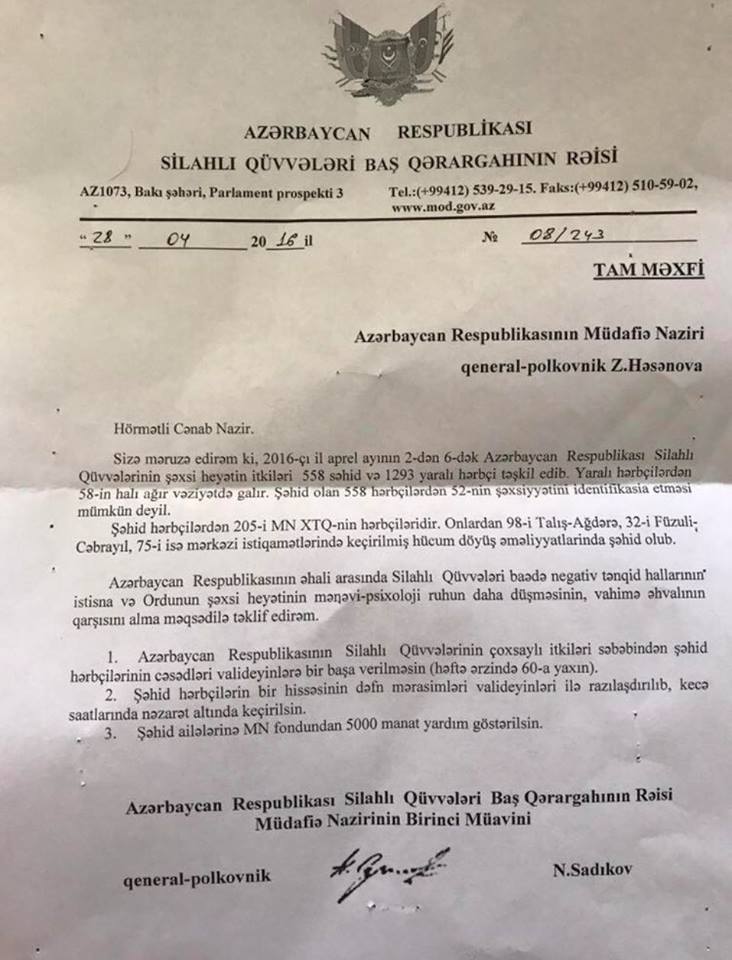 AZƏRBAYCAN RESPUBLİKASI
SİLAHLI QÜVVƏLƏRİ BAŞ QƏRARGAHININ RƏİSİ
AZ1073, Bakı şəhəri, Parlament prospekti 3
Tel.:(+99412) 539-29-15. Faks:(+99412) 510-59-02,
www.mod.gov.az
" 28 " 04 2016 il
№ 08/243
TAM MƏXFİ
Azərbaycan Respublikasının Müdafiə Naziri
qeneral-polkovnik Z.Həsənova
Hörmətli Cənab Nazir.
Sizə məruzə edirəm ki, 2016-çı il aprel ayının 2-dən 6-dək Azərbaycan Respublikası Silahlı
Qüvvələrinin şəxsi heyətin itkiləri 558 şəhid və 1293 yaralı hərbçi təşkil edib. Yaralı hərbçilərdən
58-in halı ağır vəziyətdə galır. Şəhid olan 558 hərbçilərdən 52-nin şəxsiyyətini identifikasia etməsi
mümkün deyil.
Şəhid hərbçilərdən 205-i MN XTQ-nin hərbçiləridir. Onlardan 98-i Talış-Ağdərə, 32-i Füzuli-
Cəbrayıl, 75-i isə mərkəzi istiqamətlərində keçirilmiş hücum döyüş əməliyyatlarında şəhid olub.
Azərbaycan Respublikasının əhali arasında Silahlı Qüvvələri baədə negativ tənqid hallarının
istisna və Ordunun şəxsi heyətinin mənəvi-psixoloji ruhun daha düşməsinin, vahimə əhvalının
qarşısını alma məqsədilə təklif edirəm.
1. Azərbaycan Respublikasının Silahlı Qüvvələrinin çoxsaylı itkiləri səbəbindən şəhid
hərbçilərinin cəsədləri valideyinlərə bir başa verilməsin (həftə ərzində 60-a yaxın).
2. Şəhid hərbçilərin bir hissəsinin dəfn mərasimləri valideyinləri ilə razılaşdırılıb, kecə
saatlarında nəzarət altında keçirilsin.
3. Şəhid ailələrinə MN fondundan 5000 manat yardım göstərilsin.
Azərbaycan Respublikası Silahlı Qüvvələri Baş Qərargahının Rəisi
Müdafiə Nazirinin Birinci Müavini
qeneral-polkovnik
N.Sadıkov